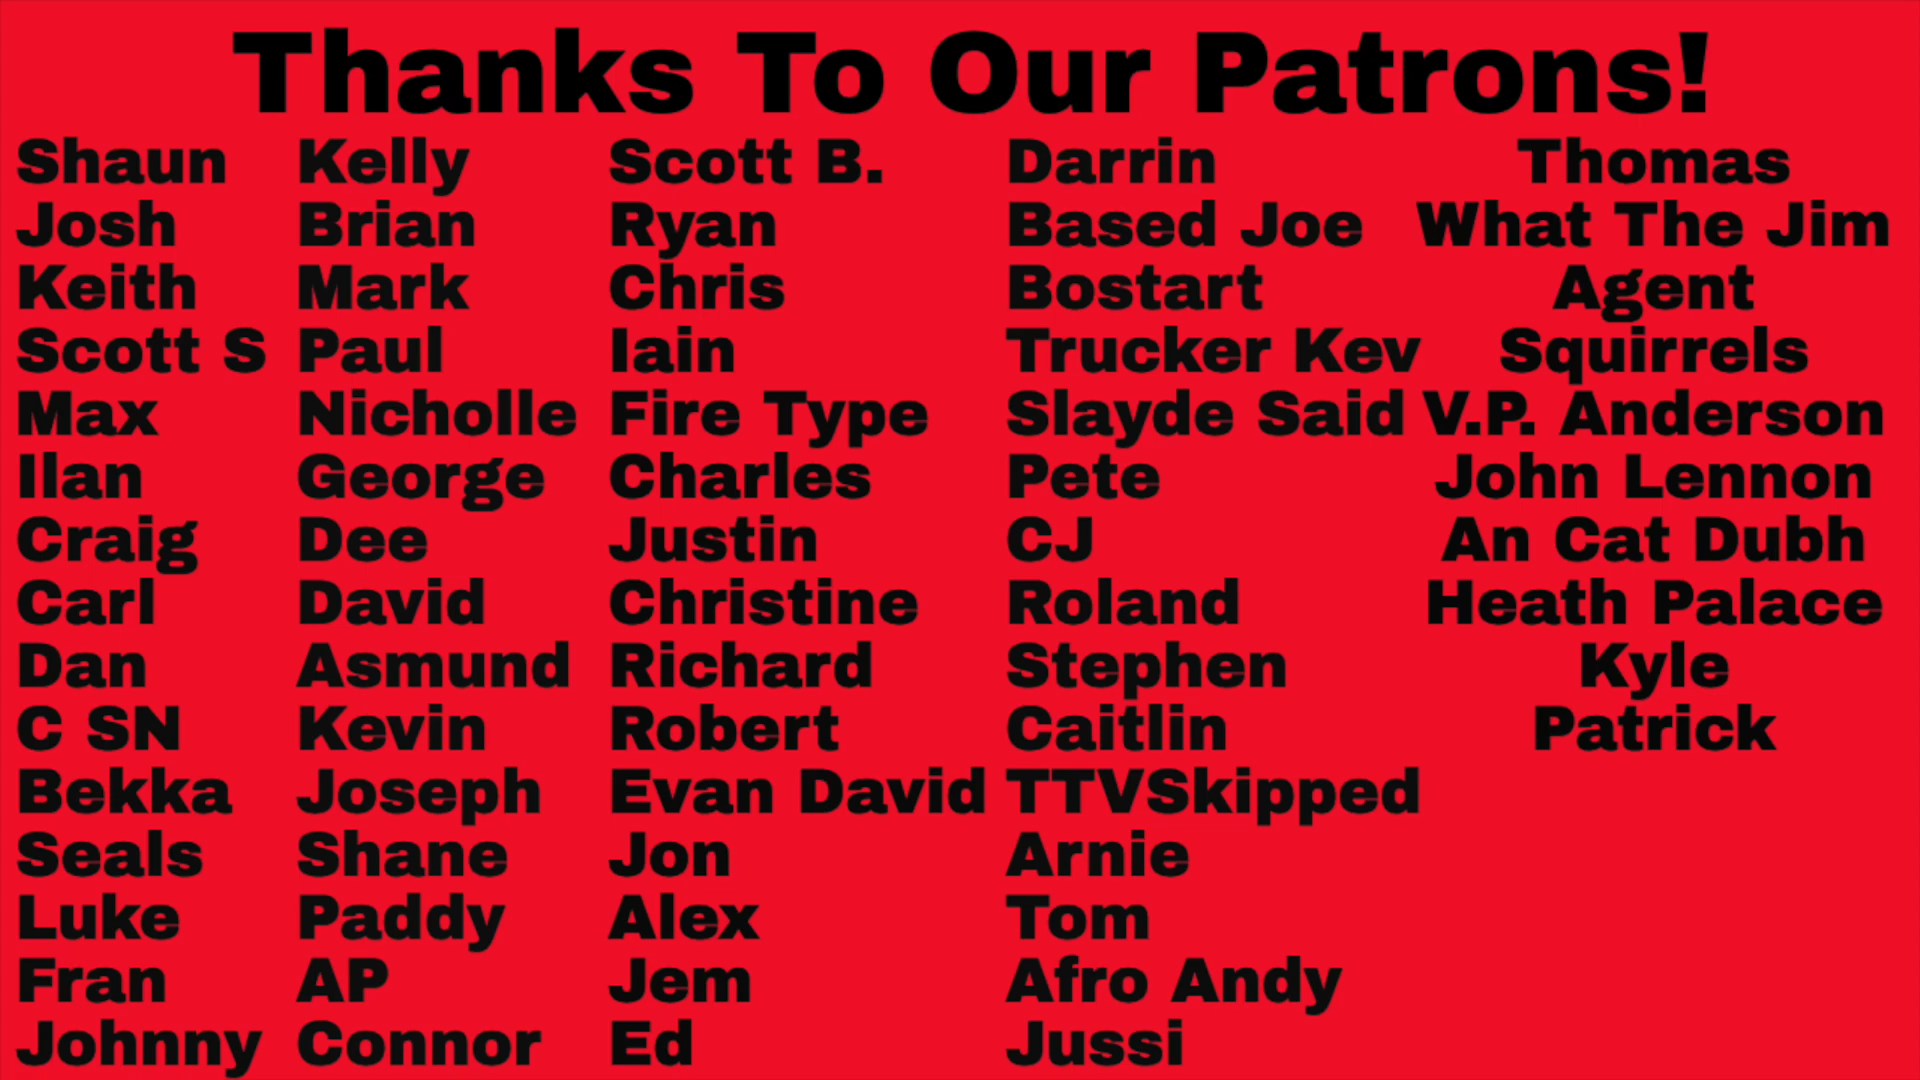 Thanks To Our Patrons!
Shaun
Josh
Keith
Scott S
Max
Ilan
Craig
Carl
Dan
C SN
Bekka
Seals
Luke
Fran
Johnny
Kelly
Brian
Mark
Paul
Nicholle
George
Dee
David
Asmund
Kevin
Joseph
Shane
Paddy
AP
Connor
Scott B.
Ryan
Chris
Iain
Fire Type
Charles
Justin
Christine
Richard
Robert
Evan David
Jon
Alex
Jem
Ed
Darrin
Based Joe
Bostart
Trucker Kev
Slayde Said
Pete
CJ
Roland
Stephen
Caitlin
TTVSkipped
Arnie
Tom
Afro Andy
Jussi
Thomas
What The Jim
Agent
Squirrels
V.P. Anderson
John Lennon
An Cat Dubh
Heath Palace
Kyle
Patrick